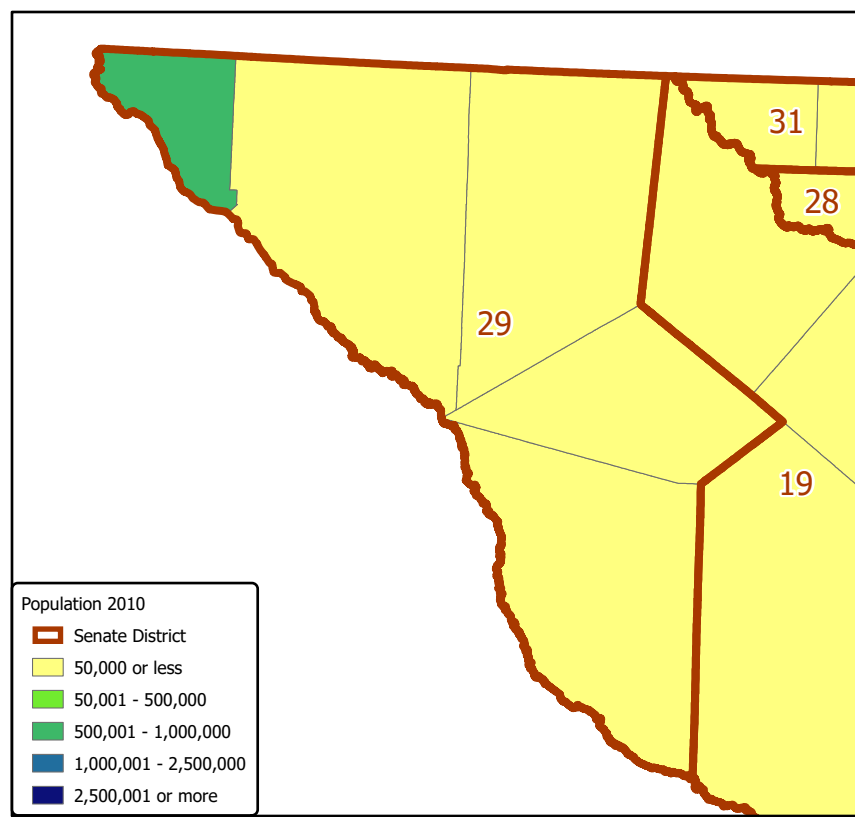 31
28
29
19
Population 2010
Senate District
50,000 or less
50,001 - 500,000
500,001 - 1,000,000
1,000,001 - 2,500,000
2,500,001 or more